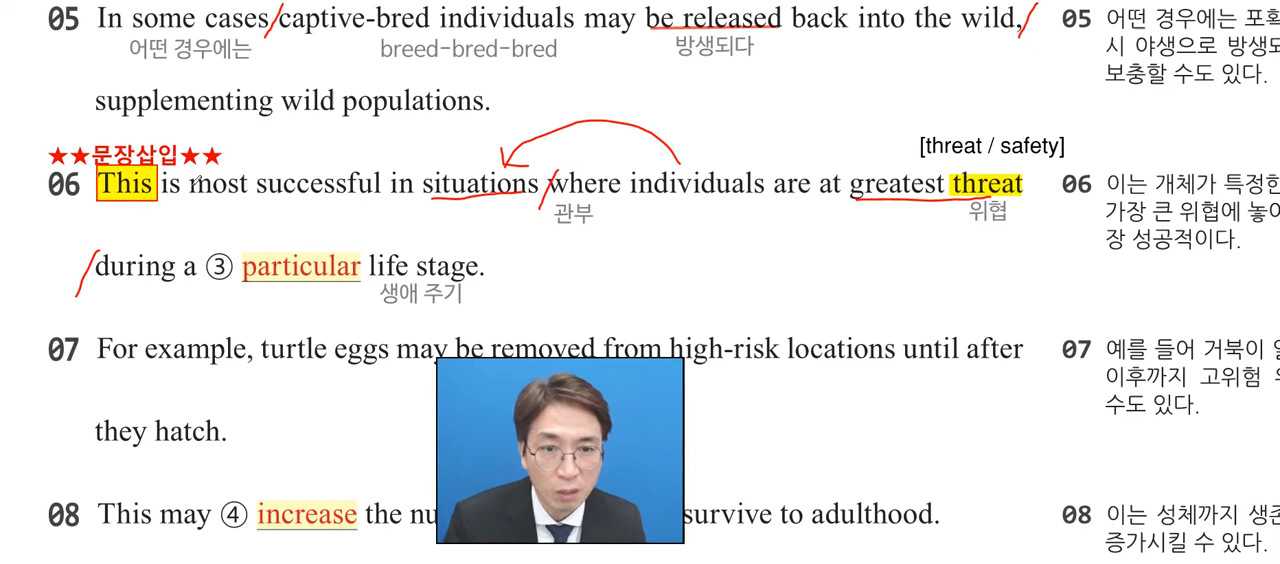 05 In some cases captive-bred individuals may be released back into the wild,
어떤 경우에는 breed-bred-bred 방생되다
supplementing wild populations.
★★문장삽입★★
[threat / safety]
06 This is most successful in situations where individuals are at greatest threat
관부 위협
during a ③ particular life stage.
생애 주기
07 For example, turtle eggs may be removed from high-risk locations until after
they hatch.
08 This may ④ increase the nu
survive to adulthood.
05 어떤 경우에는 포획
시 야생으로 방생되
보충할 수도 있다.
06 이는 개체가 특정한
가장 큰 위협에 놓이
장 성공적이다.
07 예를 들어 거북이 알
이후까지 고위험
수도 있다.
08 이는 성체까지 생존
증가시킬 수 있다.